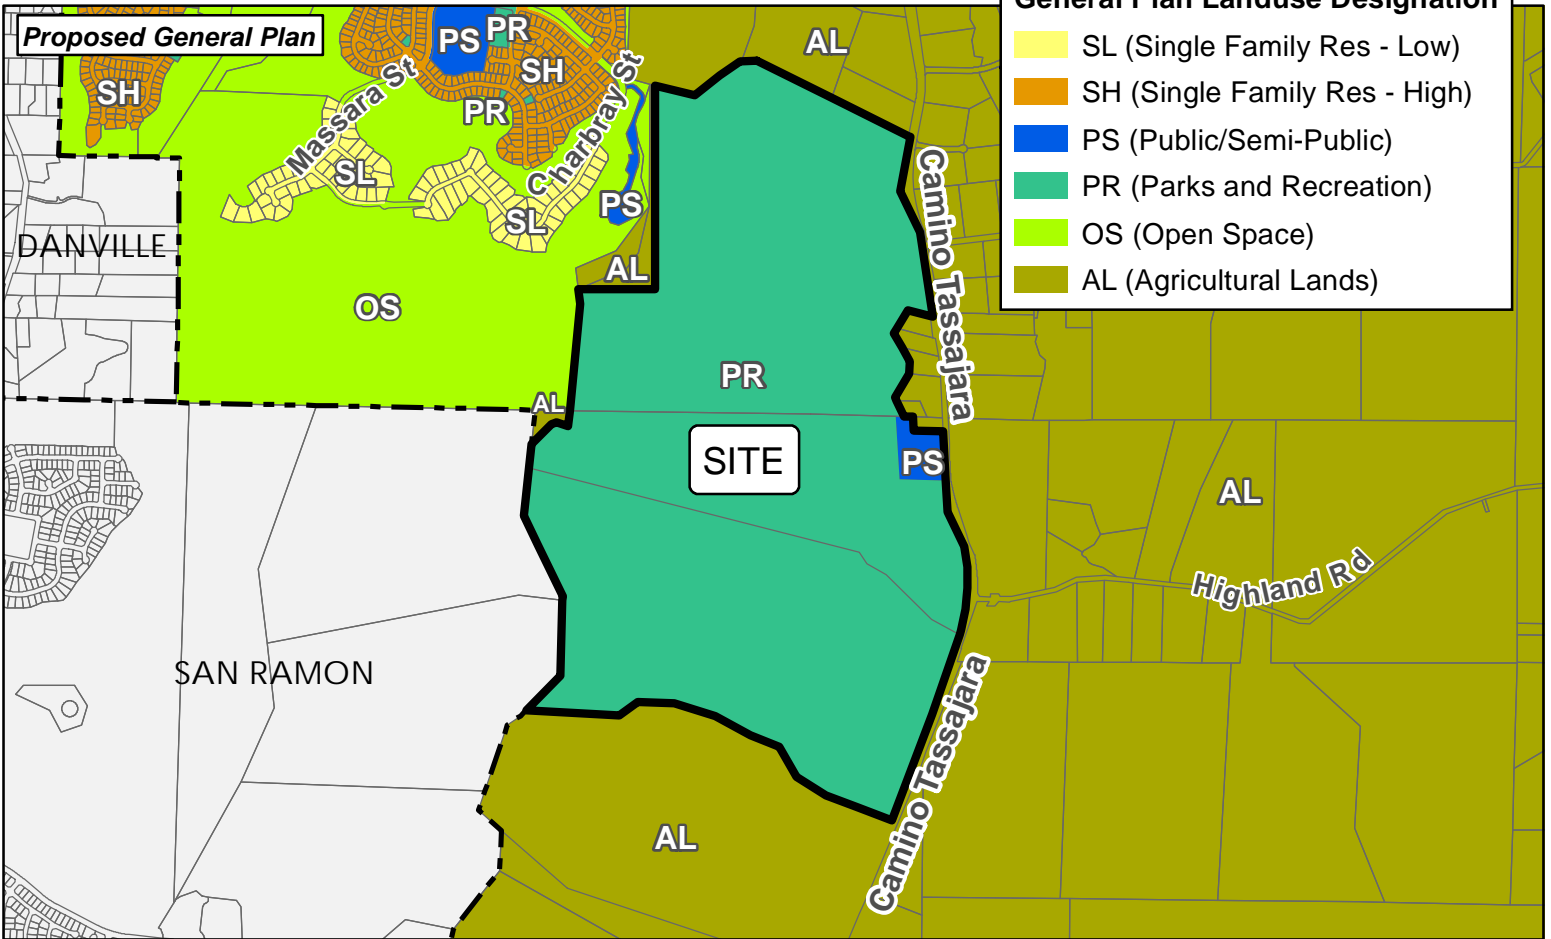 Proposed General Plan
General Plan Landuse Designation
SL (Single Family Res - Low)
SH (Single Family Res - High)
PS (Public/Semi-Public)
PR (Parks and Recreation)
OS (Open Space)
AL (Agricultural Lands)
PS
PR
AL
SH
SH
PR
Massara St
Charbray St
SL
SL
PS
DANVILLE
AL
OS
Camino Tassajara
PR
AL
SITE
PS
AL
Highland Rd
SAN RAMON
Camino Tassajara
AL